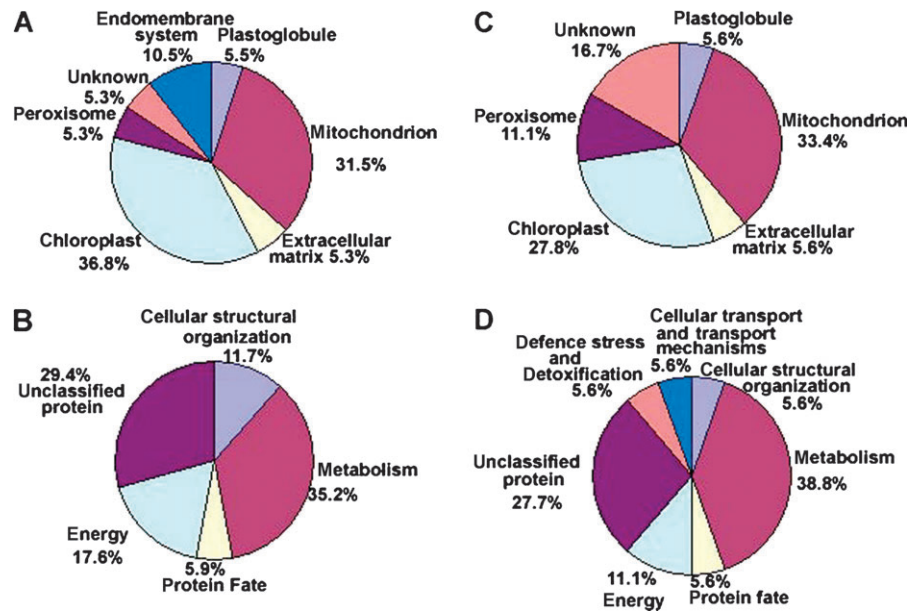 A
Endomembrane
system
10.5%
Plastoglobule
5.5%
Unknown
5.3%
Peroxisome
5.3%
Mitochondrion
31.5%
Chloroplast
36.8%
Extracellular
matrix 5.3%
C
Plastoglobule
5.6%
Unknown
16.7%
Peroxisome
11.1%
Mitochondrion
33.4%
Chloroplast
27.8%
Extracellular
matrix 5.6%
B
Cellular structural
organization
11.7%
29.4%
Unclassified
protein
Metabolism
35.2%
Energy
17.6%
5.9%
Protein Fate
D
Cellular transport
and transport
mechanisms
5.6%
Defence stress
and
Detoxification
5.6%
Cellular structural
organization
5.6%
Unclassified
protein
27.7%
Metabolism
38.8%
11.1%
Energy
5.6%
Protein fate